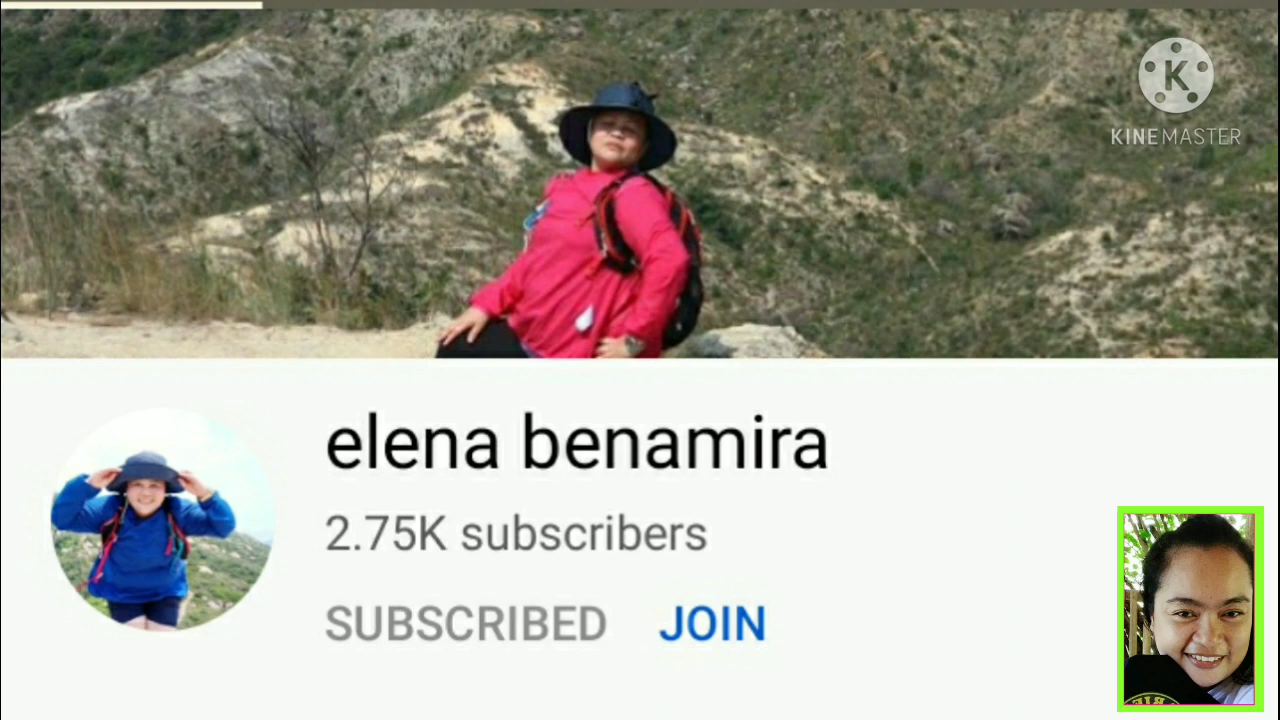 K
KINEMASTER
elena benamira
2.75K subscribers
SUBSCRIBED JOIN